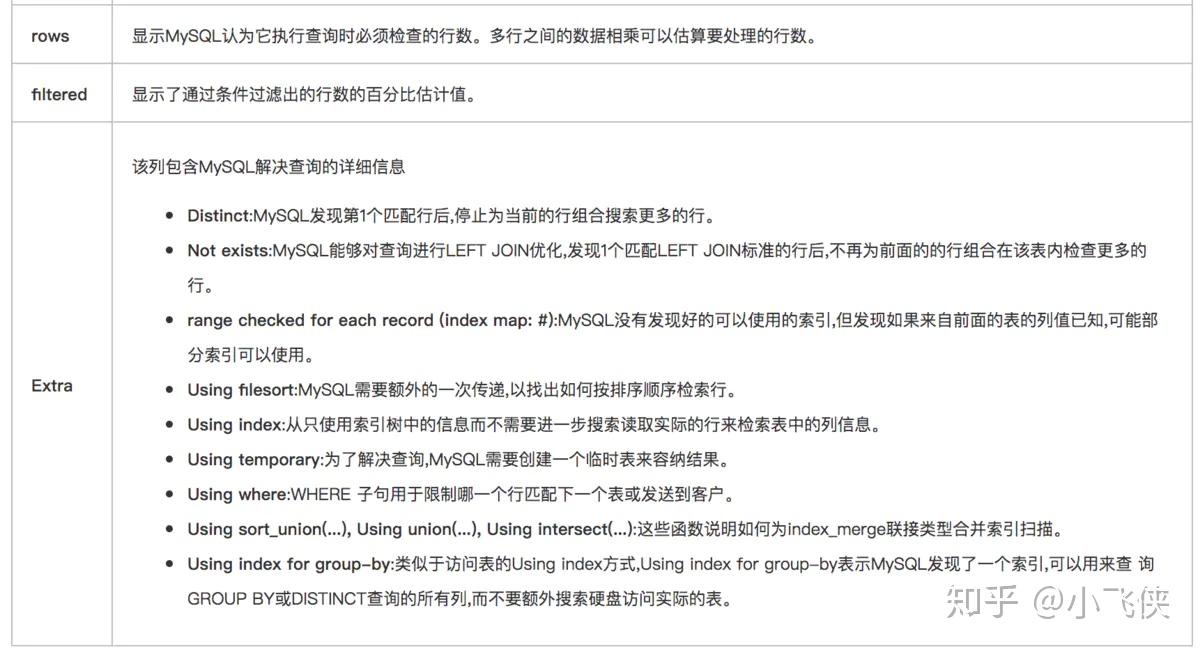 rows
显示MySQL认为它执行查询时必须检查的行数。多行之间的数据相乘可以估算要处理的行数。
filtered
显示了通过条件过滤出的行数的百分比估计值。
Extra
该列包含MySQL解决查询的详细信息
• Distinct:MySQL发现第1个匹配行后,停止为当前的行组合搜索更多的行。
• Not exists:MySQL能够对查询进行LEFT JOIN优化,发现1个匹配LEFT JOIN标准的行后,不再为前面的的行组合在该表内检查更多的
行。
• range checked for each record (index map: #):MySQL没有发现好的可以使用的索引,但发现如果来自前面的表的列值已知,可能部
分索引可以使用。
• Using filesort:MySQL需要额外的一次传递,以找出如何按排序顺序检索行。
• Using index:从只使用索引树中的信息而不需要进一步搜索读取实际的行来检索表中的列信息。
• Using temporary:为了解决查询,MySQL需要创建一个临时表来容纳结果。
• Using where:WHERE 子句用于限制哪一个行匹配下一个表或发送到客户。
• Using sort_union(...), Using union(...), Using intersect(...):这些函数说明如何为index_merge联接类型合并索引扫描。
• Using index for group-by:类似于访问表的Using index方式,Using index for group-by表示MySQL发现了一个索引,可以用来查 询
GROUP BY或DISTINCT查询的所有列,而不要额外搜索硬盘访问实际的表。
知乎 @小飞侠